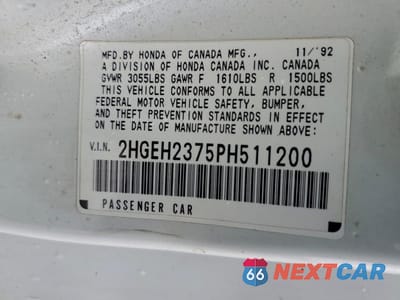 MFD.BY HONDA OF CANADA MFG., 11/'92
A DIVISION OF HONDA CANADA INC. CANADA
GVWR 3055LBS GAWR F 1610LBS R 1500LBS
THIS VEHICLE CONFORMS TO ALL APPLICABLE
FEDERAL MOTOR VEHICLE SAFETY, BUMPER,
AND THEFT PREVENTION STANDARDS IN EFFECT
ON THE DATE OF MANUFACTURE SHOWN ABOVE:
V.I.N. 2HGEH2375PH511200
PASSENGER CAR
66 NEXTCAR